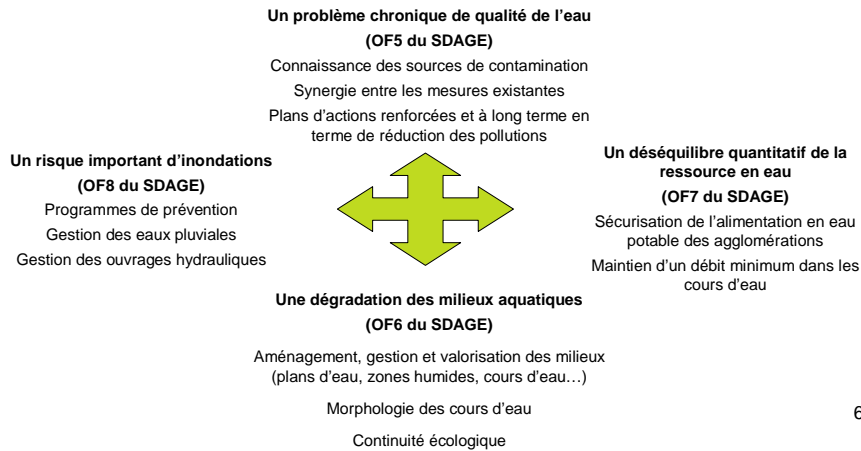 Un problème chronique de qualité de l'eau
(OF5 du SDAGE)
Connaissance des sources de contamination
Synergie entre les mesures existantes
Plans d'actions renforcées et à long terme en
terme de réduction des pollutions
Un risque important d'inondations
(OF8 du SDAGE)
Programmes de prévention
Gestion des eaux pluviales
Gestion des ouvrages hydrauliques
Un déséquilibre quantitatif de la
ressource en eau
(OF7 du SDAGE)
Sécurisation de l'alimentation en eau
potable des agglomérations
Maintien d'un débit minimum dans les
cours d'eau
Une dégradation des milieux aquatiques
(OF6 du SDAGE)
Aménagement, gestion et valorisation des milieux
(plans d'eau, zones humides, cours d'eau…)
Morphologie des cours d'eau
Continuité écologique
6